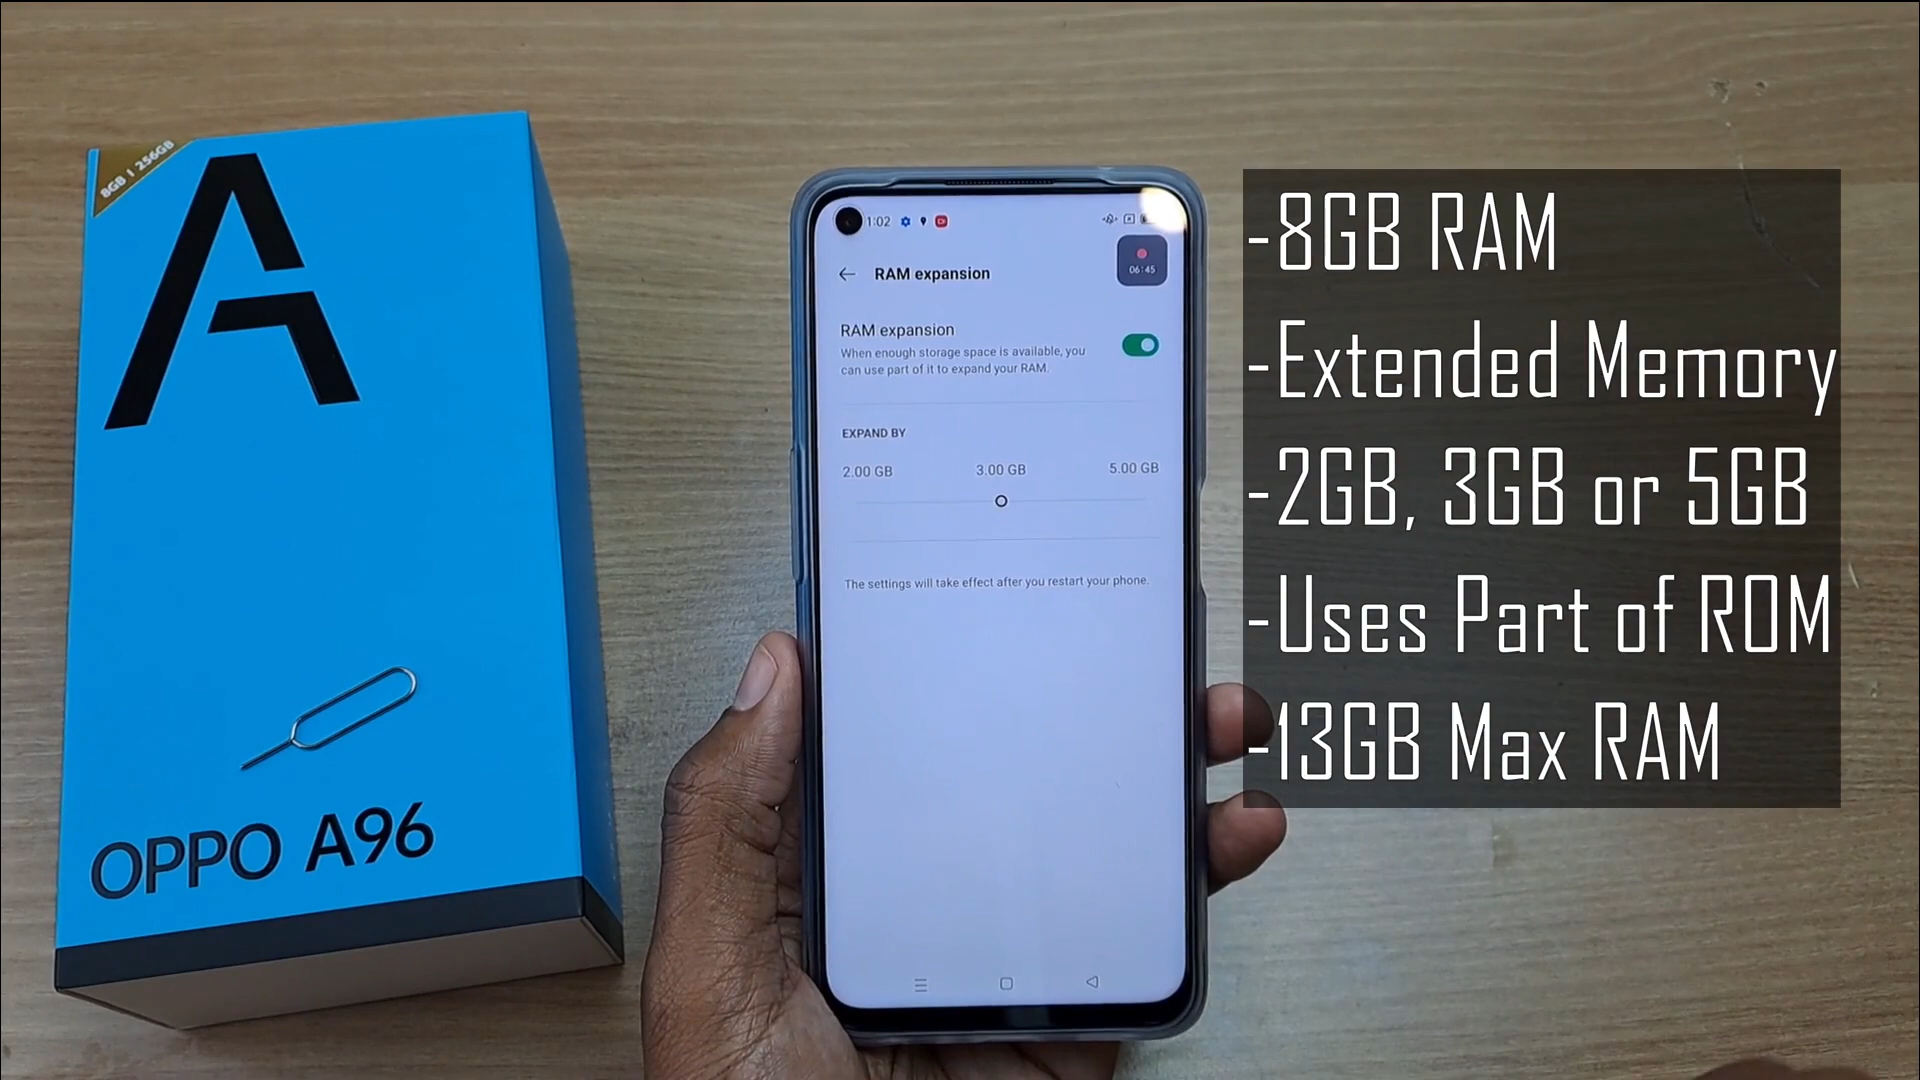 8GB | 256GB
A
OPPO A96
1:02
06:45
RAM expansion
RAM expansion
When enough storage space is available, you
can use part of it to expand your RAM.
EXPAND BY
2.00 GB 3.00 GB 5.00 GB
The settings will take effect after you restart your phone.
-8GB RAM
-Extended Memory
-2GB, 3GB or 5GB
-Uses Part of ROM
-13GB Max RAM